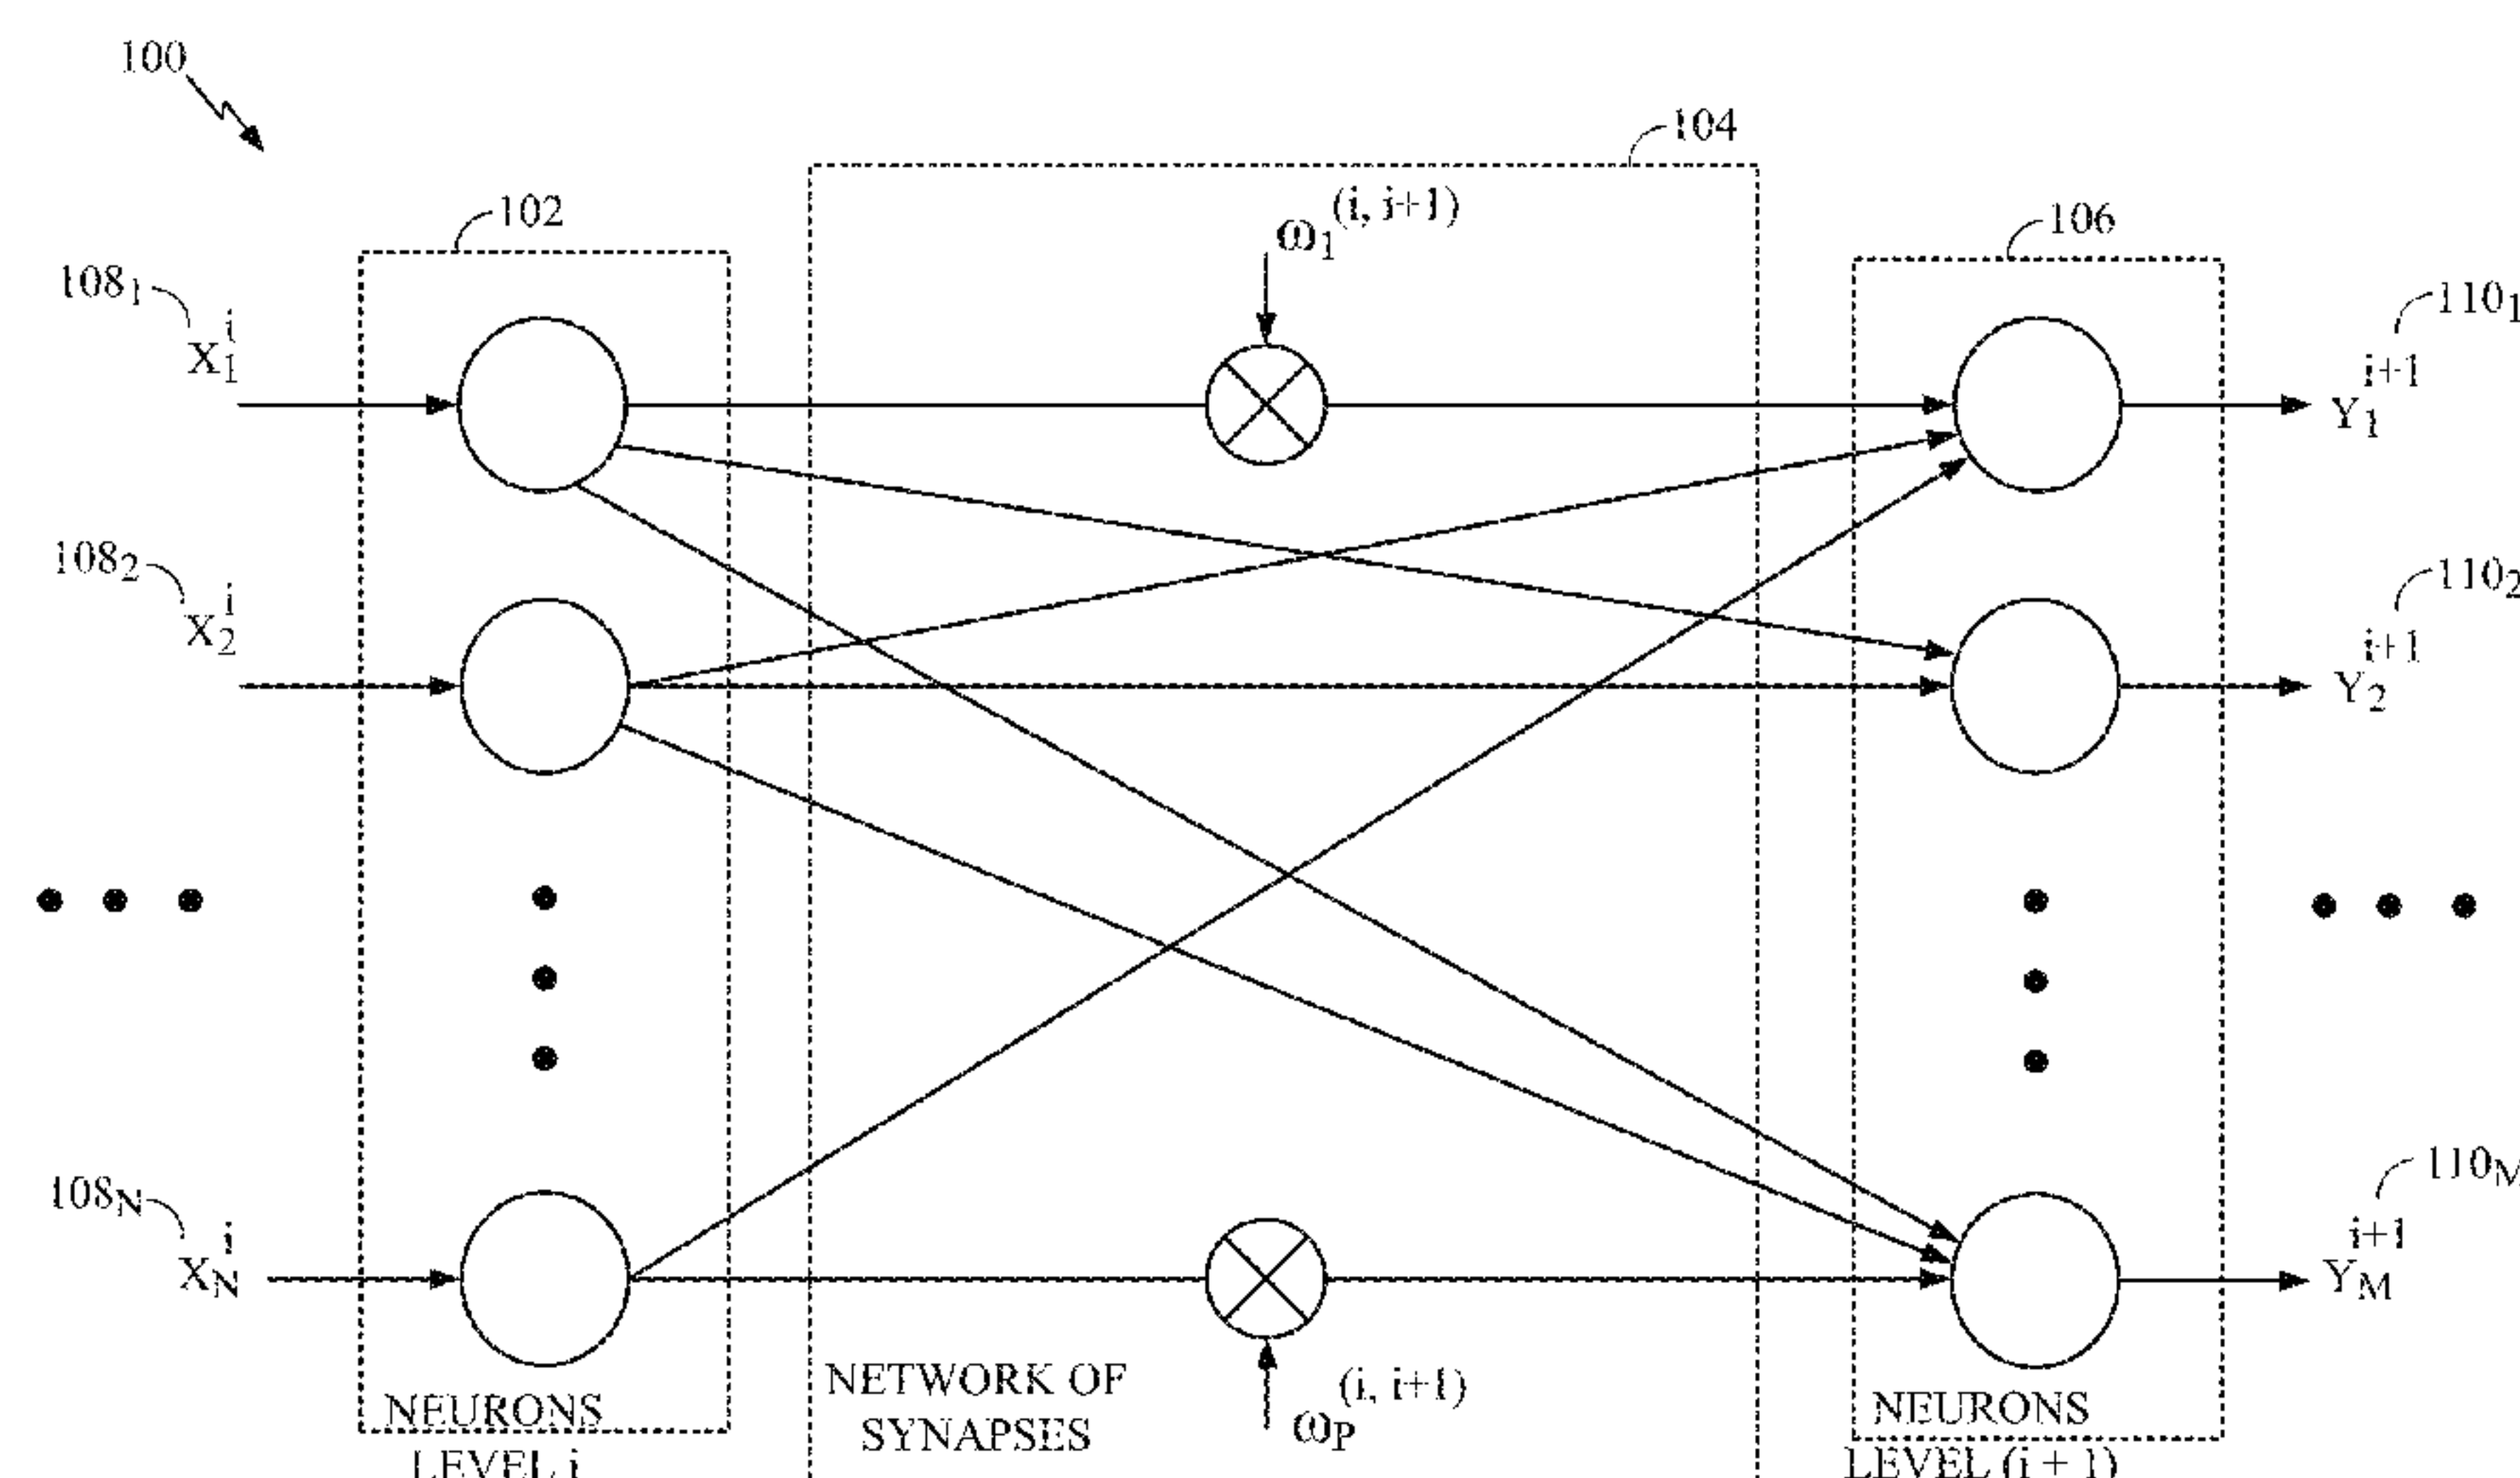 100
104
102
106
ω₁(i, i+1)
108₁
X₁ⁱ
110₁
Y₁ⁱ⁺¹
108₂
X₂ⁱ
110₂
Y₂ⁱ⁺¹
108N
XNⁱ
110M
YMⁱ⁺¹
ωP(i, i+1)
NETWORK OF
SYNAPSES
NEURONS
LEVEL i
NEURONS
LEVEL (i + 1)